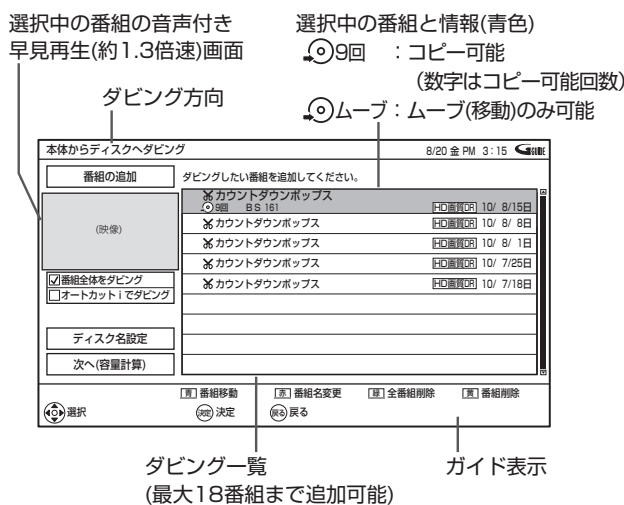 選択中の番組の音声付き
早見再生(約1.3倍速)画面
選択中の番組と情報(青色)
9回 ：コピー可能
(数字はコピー可能回数)
ムーブ：ムーブ(移動)のみ可能
ダビング方向
本体からディスクへダビング
8/20 金 PM 3：15 GGUIDE
番組の追加
ダビングしたい番組を追加してください。
カウントダウンポップス
9回 BS 161 HD画質DR 10/ 8/15日
(映像)
カウントダウンポップス HD画質DR 10/ 8/ 8日
カウントダウンポップス HD画質DR 10/ 8/ 1日
カウントダウンポップス HD画質DR 10/ 7/25日
カウントダウンポップス HD画質DR 10/ 7/18日
番組全体をダビング
オートカットiでダビング
ディスク名設定
次へ(容量計算)
青 番組移動 赤 番組名変更 緑 全番組削除 黄 番組削除
選択 決定 決定 戻る 戻る
ダビング一覧
(最大18番組まで追加可能)
ガイド表示